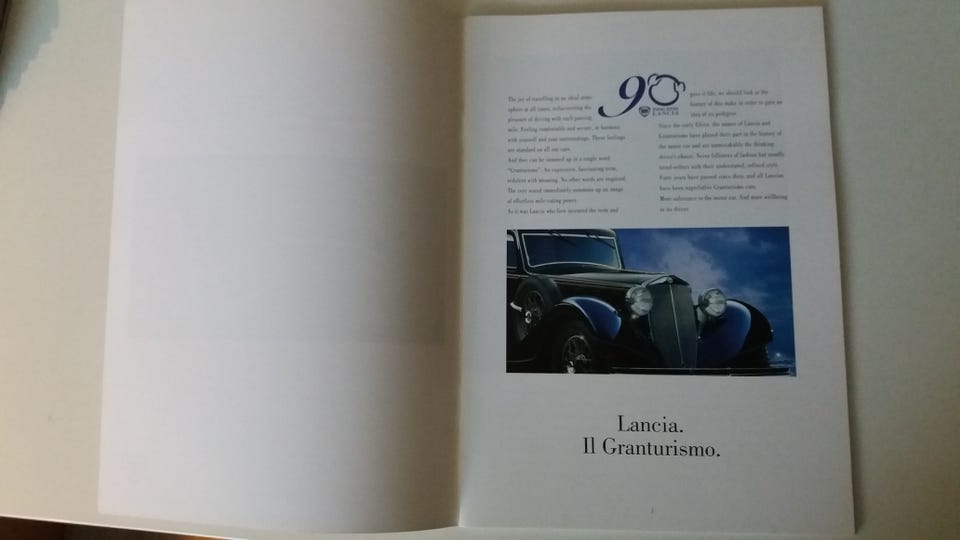 The joy of travelling in an ideal atmo-
sphere at all times, rediscovering the
pleasure of driving with each passing
mile. Feeling comfortable and secure, in harmony
with yourself and your surroundings. These feelings
are standard on all our cars.
And they can be summed up in a single word
"Granturismo". An expressive, fascinating term,
redolent with meaning. No other words are required.
The very sound immediately summons up an image
of effortless mile-eating power.
As it was Lancia who first invented the term and
90
LANCIA
gave it life, we should look at the
history of this make in order to gain an
idea of its pedigree.
Since the early fifties, the names of Lancia and
Granturismo have played their part in the history of
the motor car and are unmistakably the thinking
driver's choice. Never followers of fashion but usually
trend-setters with their understated, refined style.
Forty years have passed since then, and all Lancias
have been superlative Granturismo cars.
More substance to the motor car. And more wellbeing
to its driver.
Lancia.
Il Granturismo.
1